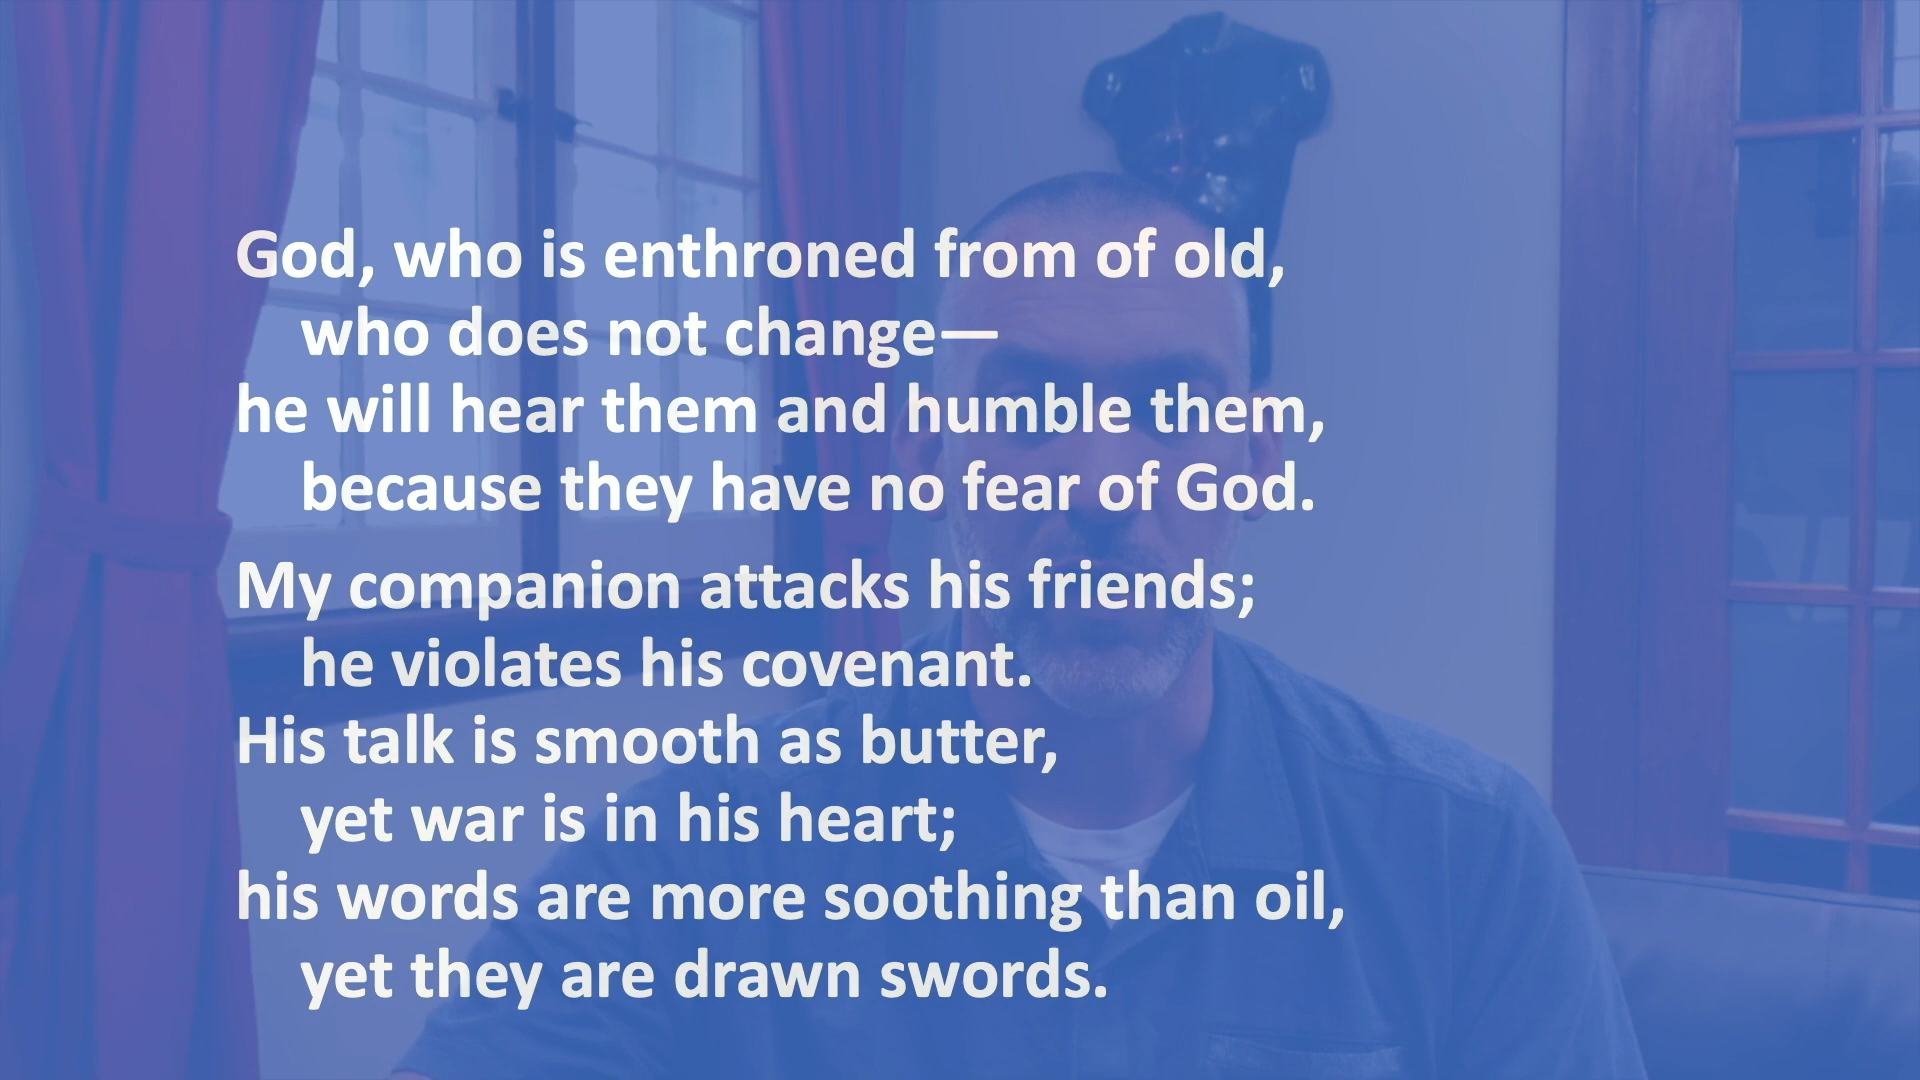 God, who is enthroned from of old,
who does not change—
he will hear them and humble them,
because they have no fear of God.
My companion attacks his friends;
he violates his covenant.
His talk is smooth as butter,
yet war is in his heart;
his words are more soothing than oil,
yet they are drawn swords.